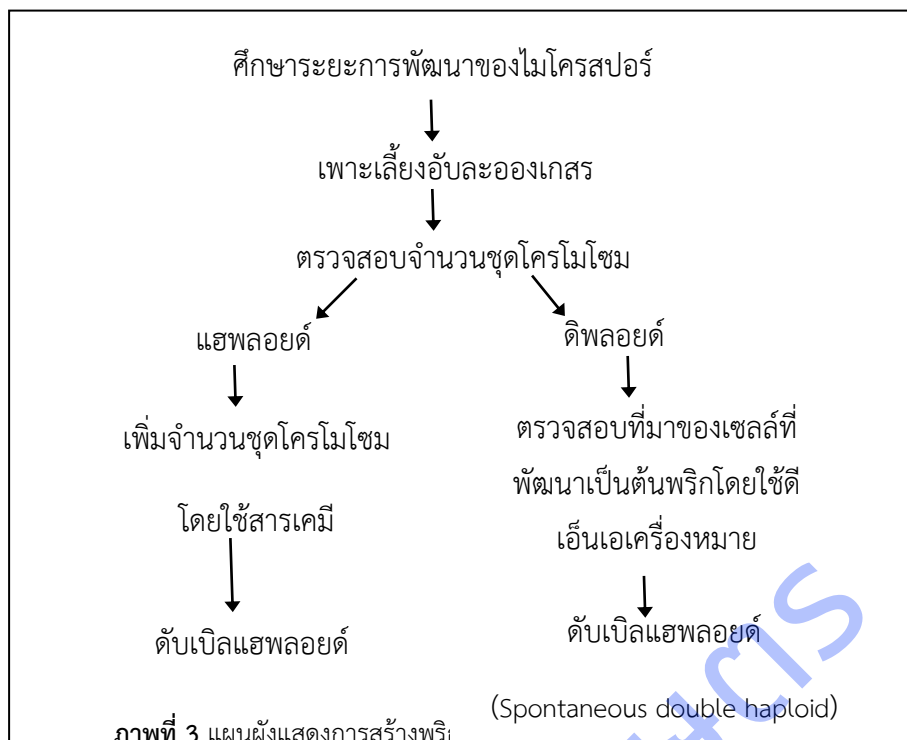 ศึกษาระยะการพัฒนาของไมโครสปอร์
เพาะเลี้ยงอับละอองเกสร
ตรวจสอบจำนวนชุดโครโมโซม
แฮพลอยด์
ดิพลอยด์
เพิ่มจำนวนชุดโครโมโซม
โดยใช้สารเคมี
ตรวจสอบที่มาของเซลล์ที่
พัฒนาเป็นต้นพริกโดยใช้ดี
เอ็นเอเครื่องหมาย
ดับเบิลแฮพลอยด์
ดับเบิลแฮพลอยด์
(Spontaneous double haploid)
ภาพที่ 3 แผนผังแสดงการสร้าง